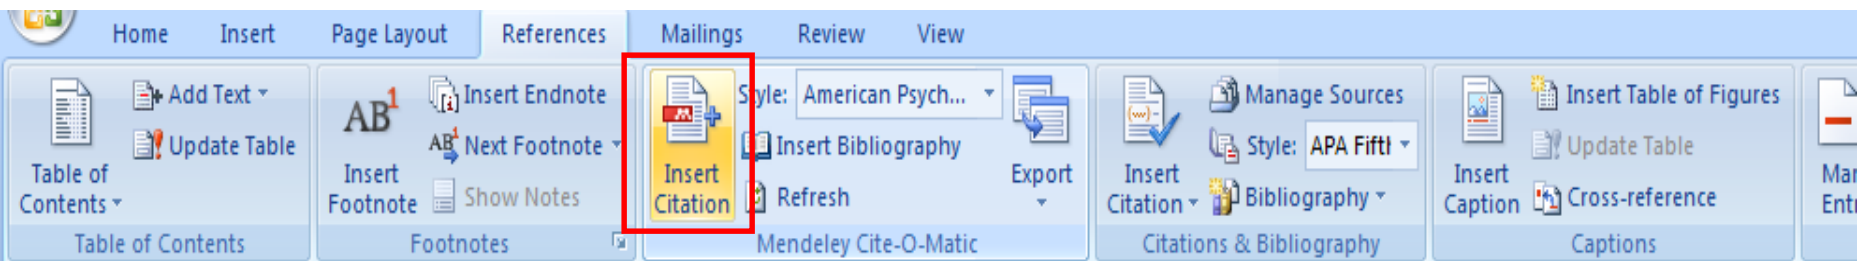 Home Insert Page Layout References Mailings Review View
Add Text
Update Table
Table of
Contents
Table of Contents
AB1
Insert
Footnote
Insert Endnote
AB1 Next Footnote
Show Notes
Footnotes
Insert
Citation
Style: American Psych...
Insert Bibliography
Refresh
Export
Mendeley Cite-O-Matic
Insert
Citation
Manage Sources
Style: APA Fifth
Bibliography
Citations & Bibliography
Insert
Caption
Insert Table of Figures
Update Table
Cross-reference
Captions